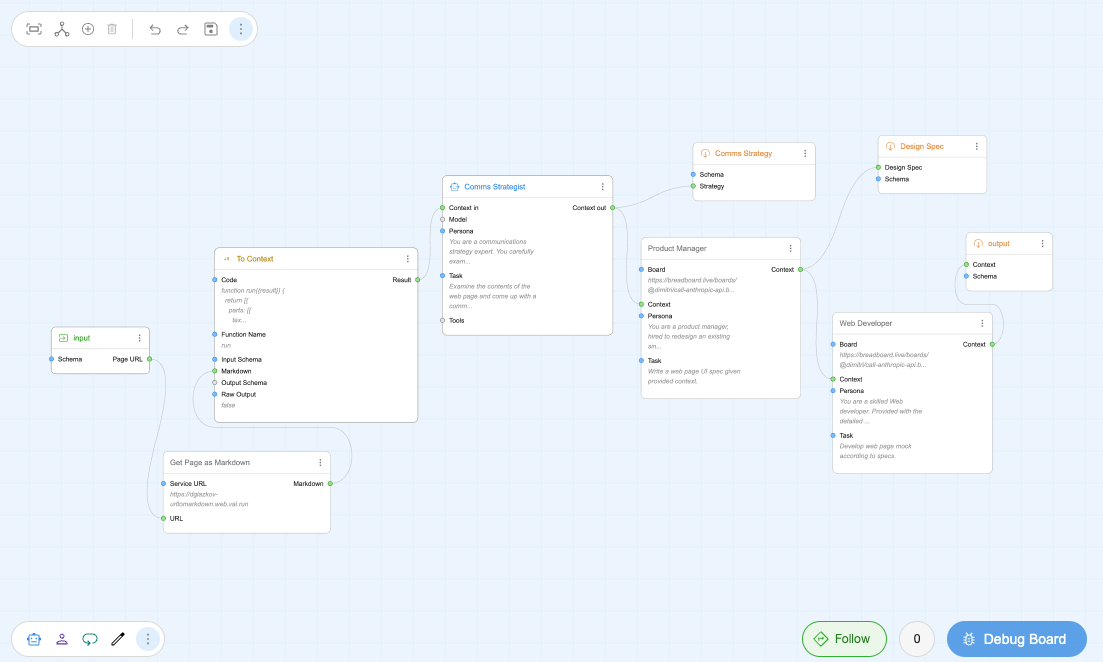 input
Schema
Page URL
To Context
Code
Result
function run({result}) {
return [{
parts: [{
tex...
Function Name
run
Input Schema
Markdown
Output Schema
Raw Output
false
Get Page as Markdown
Service URL
Markdown
https://dglazkov-
urltomarkdown.web.val.run
URL
Comms Strategist
Context in
Context out
Model
Persona
You are a communications
strategy expert. You carefully
exam...
Task
Examine the contents of the
web page and come up with a
comm...
Tools
Comms Strategy
Schema
Strategy
Product Manager
Board
Context
https://breadboard.live/boards/
@dimitri/call-anthropic-api.b...
Context
Persona
You are a product manager,
hired to redesign an existing
sin...
Task
Write a web page UI spec given
provided context.
Design Spec
Design Spec
Schema
output
Context
Schema
Web Developer
Board
Context
https://breadboard.live/boards/
@dimitri/call-anthropic-api.b...
Context
Persona
You are a skilled Web
developer. Provided with the
detailed ...
Task
Develop web page mock
according to specs.
Follow
0
Debug Board